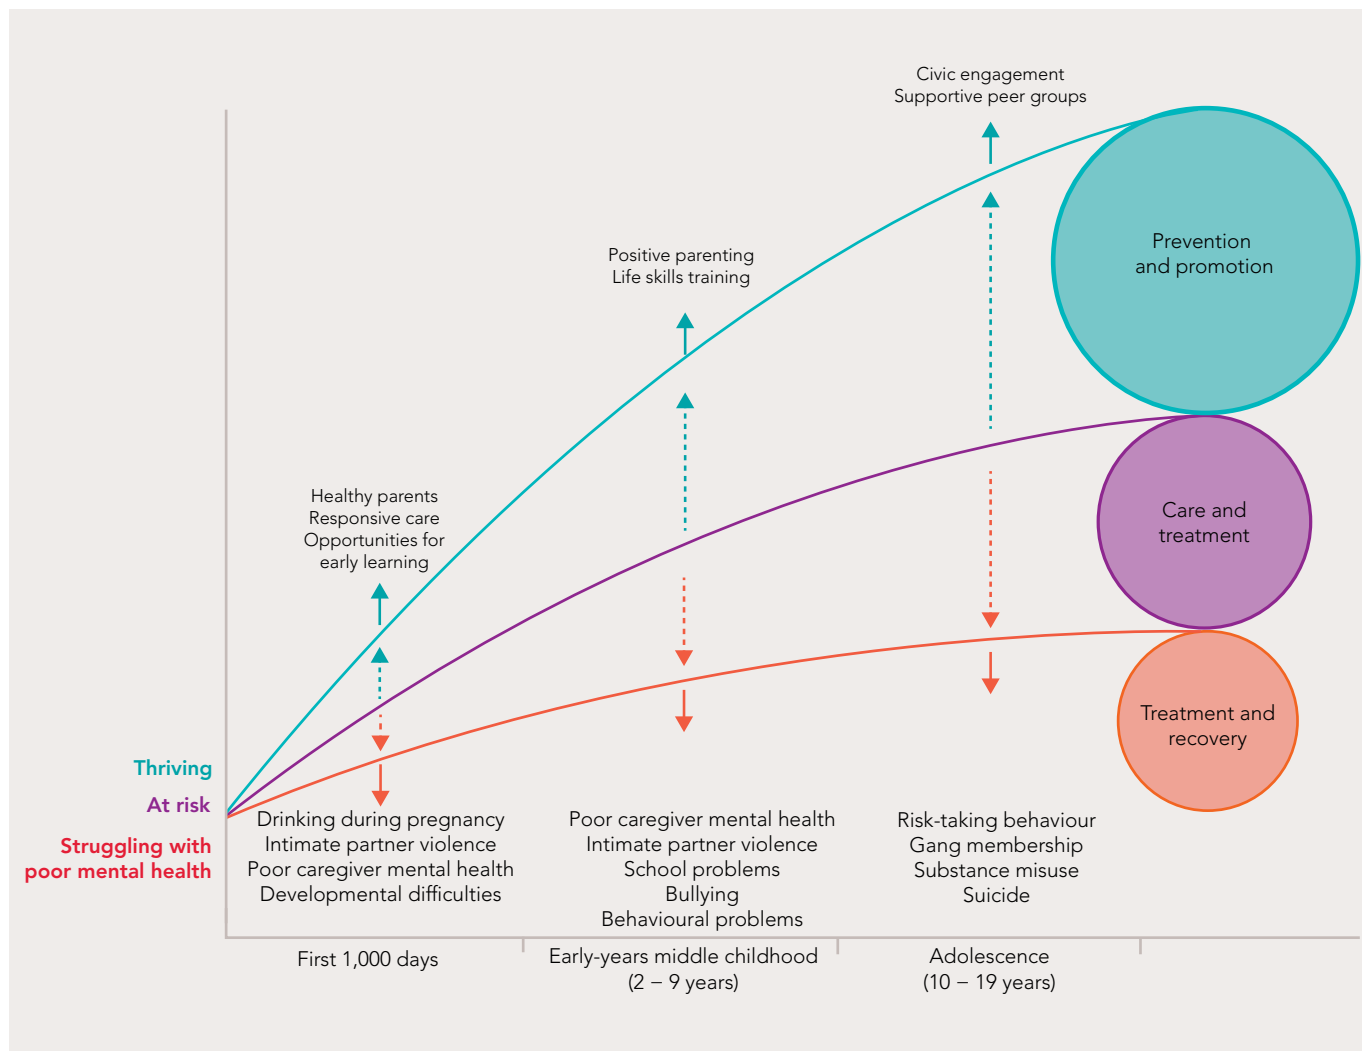 Civic engagement
Supportive peer groups
Prevention
and promotion
Positive parenting
Life skills training
Healthy parents
Responsive care
Opportunities for
early learning
Care and
treatment
Treatment and
recovery
Thriving
At risk
Struggling with
poor mental health
Drinking during pregnancy
Intimate partner violence
Poor caregiver mental health
Developmental difficulties
Poor caregiver mental health
Intimate partner violence
School problems
Bullying
Behavioural problems
Risk-taking behaviour
Gang membership
Substance misuse
Suicide
First 1,000 days
Early-years middle childhood
(2 – 9 years)
Adolescence
(10 – 19 years)